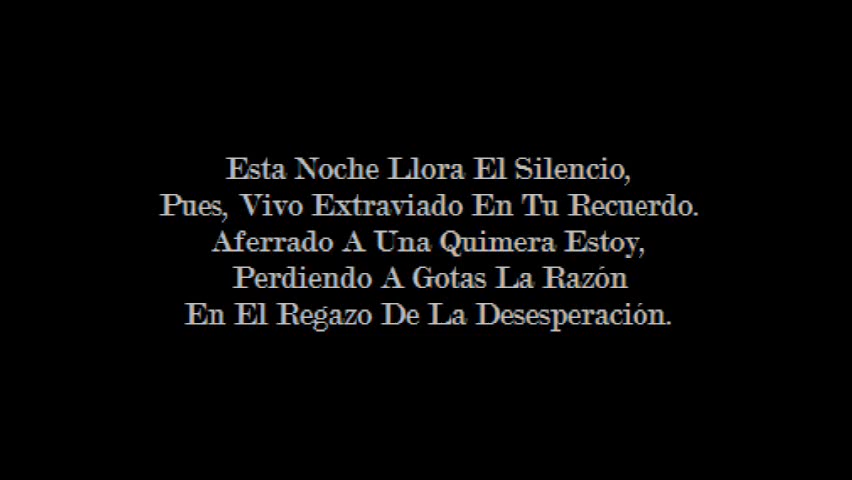 Esta Noche Llora El Silencio,
Pues, Vivo Extraviado En Tu Recuerdo.
Aferrado A Una Quimera Estoy,
Perdiendo A Gotas La Razón
En El Regazo De La Desesperación.